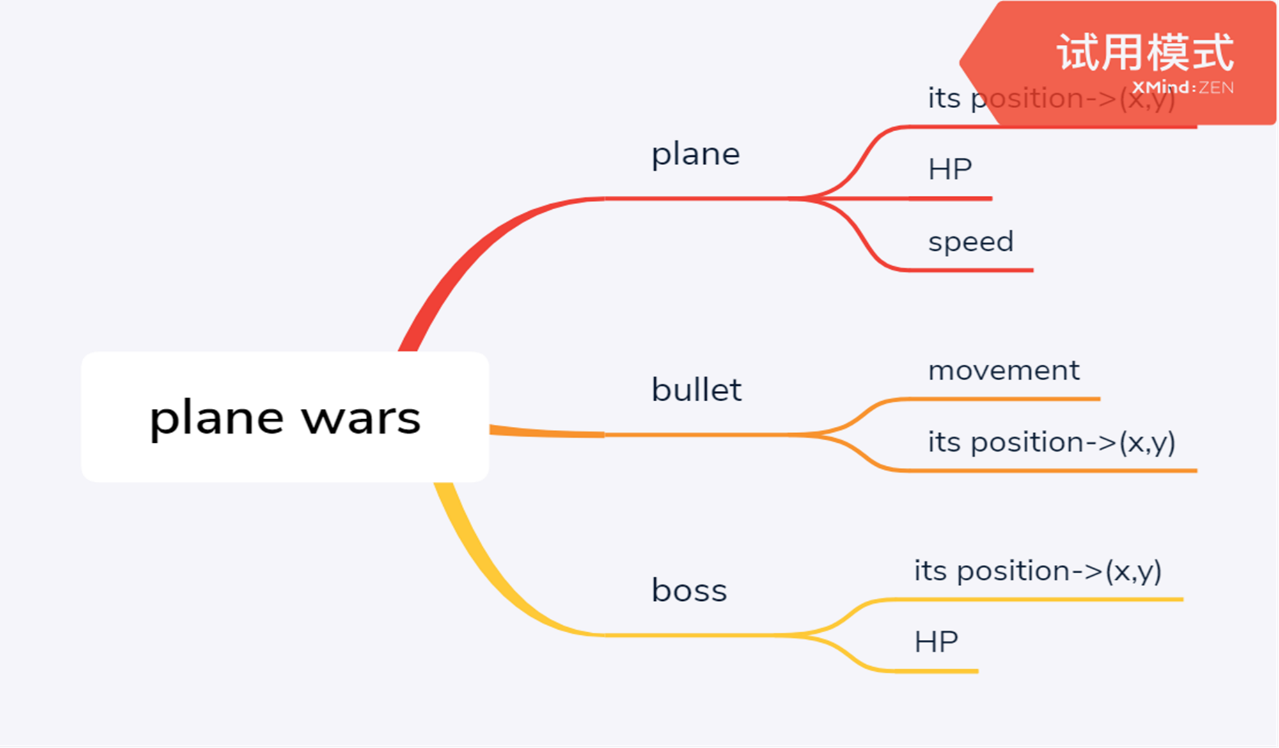 试用模式
XMind:ZEN
its position->(x,y)
plane
HP
speed
plane wars
bullet
movement
its position->(x,y)
boss
its position->(x,y)
HP